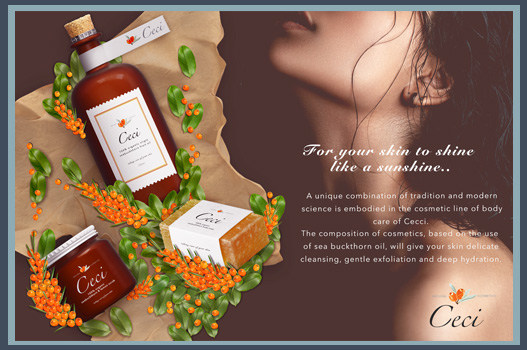 Ceci
Ceci
Ceci
Ceci
For your skin to shine
like a sunshine..
A unique combination of tradition and modern
science is embodied in the cosmetic line of body
care of Cecci.
The composition of cosmetics, based on the use
of sea buckthorn oil, will give your skin delicate
cleansing, gentle exfoliation and deep hydration.
Ceci